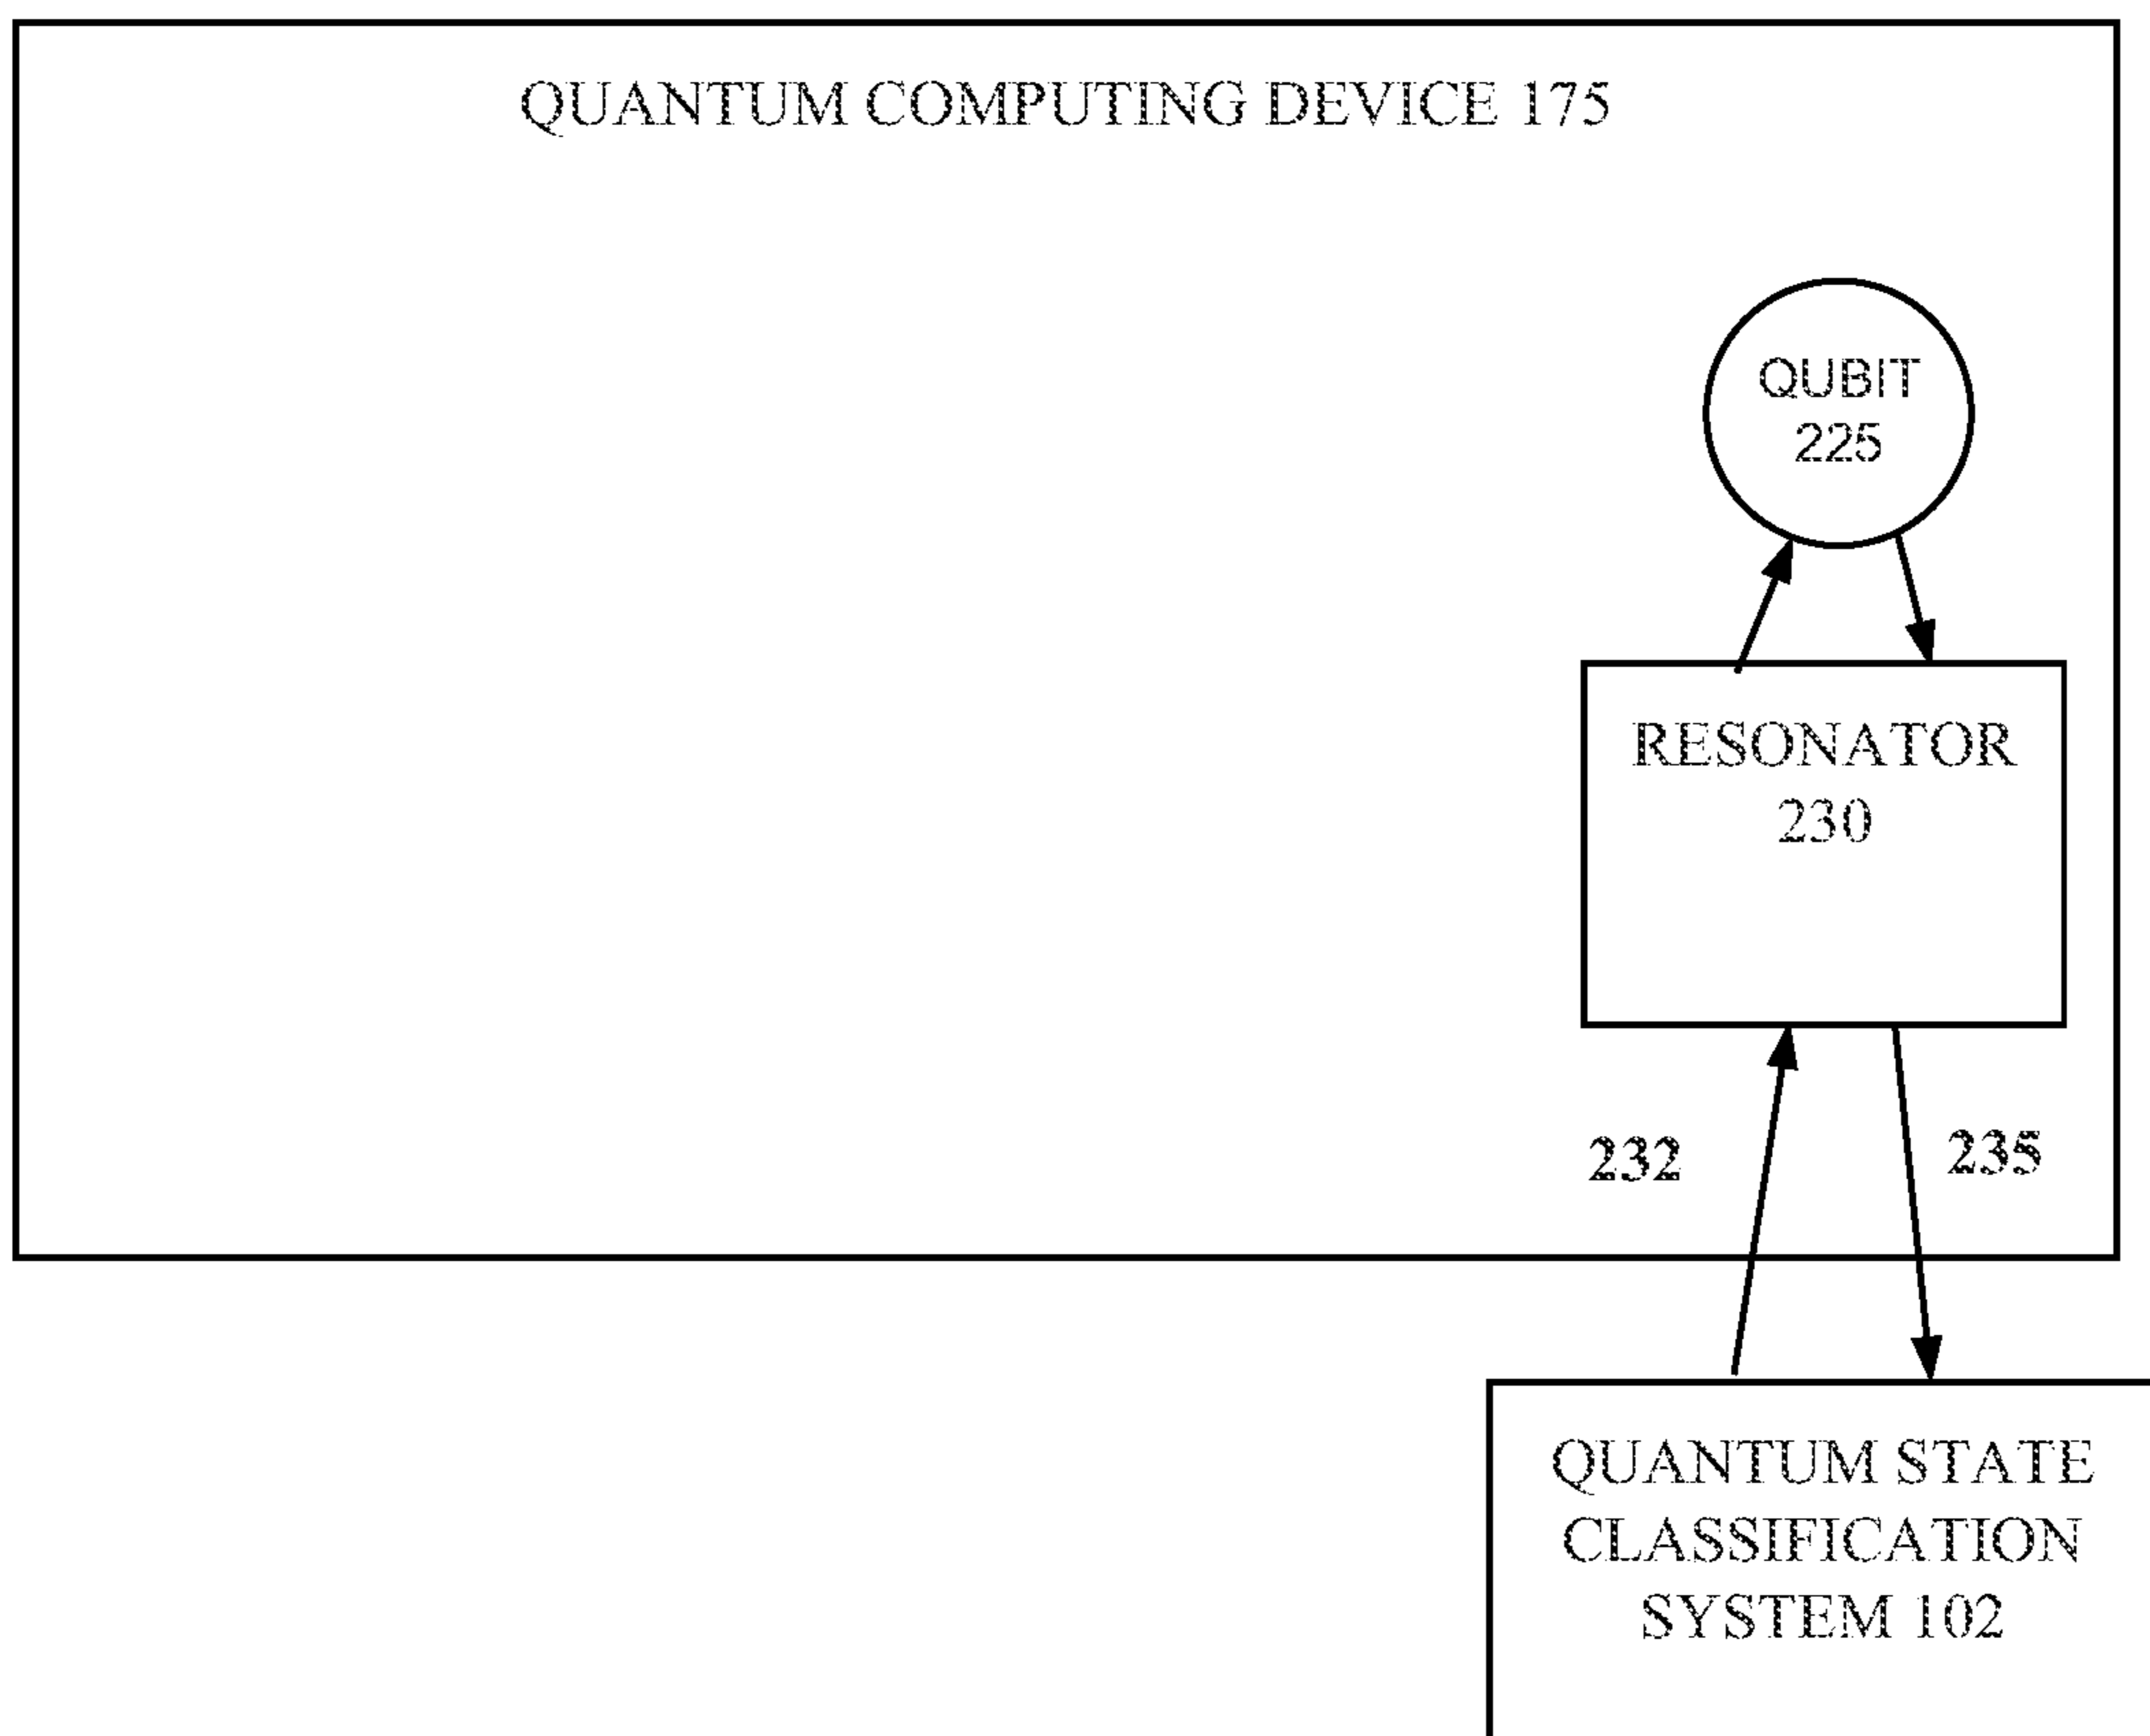 QUANTUM COMPUTING DEVICE 175
QUBIT
225
RESONATOR
230
232
235
QUANTUM STATE
CLASSIFICATION
SYSTEM 102